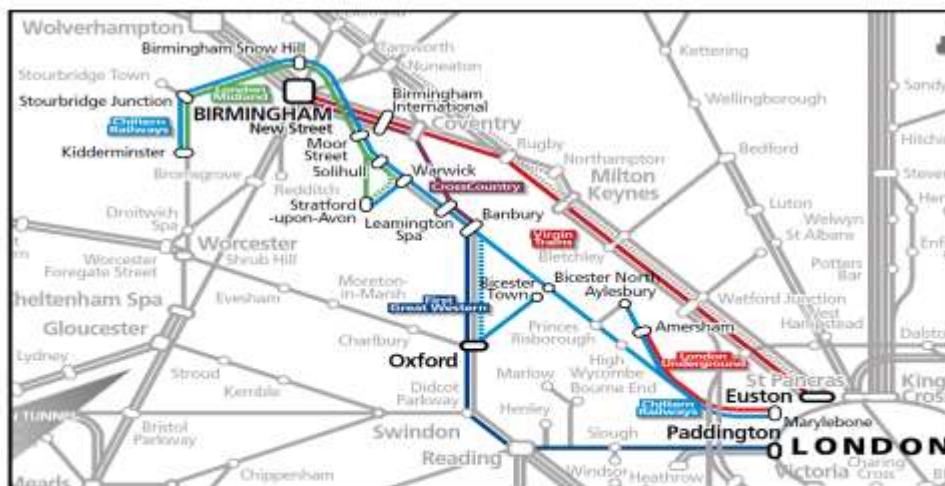 Wolverhampton
Birmingham Snow Hill
Tamworth
Nuneaton
Kettering
Stourbridge Town
Stourbridge Junction
London
Midland
Birmingham
International
BIRMINGHAM
New Street
Coventry
Wellingborough
Chiltern
Railways
Kidderminster
Moor
Street
Solihull
Rugby
Northampton
Bedford
Bromsgrove
Redditch
Warwick
CrossCountry
Milton
Keynes
Stratford
-upon-Avon
Leamington
Spa
Banbury
Luton
Droitwich
Spa
Worcester
Shrub Hill
Worcester
Foregate Street
Virgin
Trains
Bletchley
Welwyn
St Albans
Potters
Bar
Moreton-
in-Marsh
Bicester
Town
Bicester North
Aylesbury
Cheltenham Spa
Evesham
First
Great Western
Watford Junction
West
Hampstead
Gloucester
Charlbury
Princes
Risborough
Amersham
Lydney
Oxford
High
Wycombe
London
Underground
Stroud
Kemble
Didcot
Parkway
Marlow
Bourne End
St Pancras
Euston
King
Cross
Henley
Chiltern
Railways
Marylebone
TUNNEL
Bristol
Parkway
Swindon
Slough
Paddington
LONDON
Reading
Chippenham
Windsor
Heathrow
Victoria
Charing
Cross